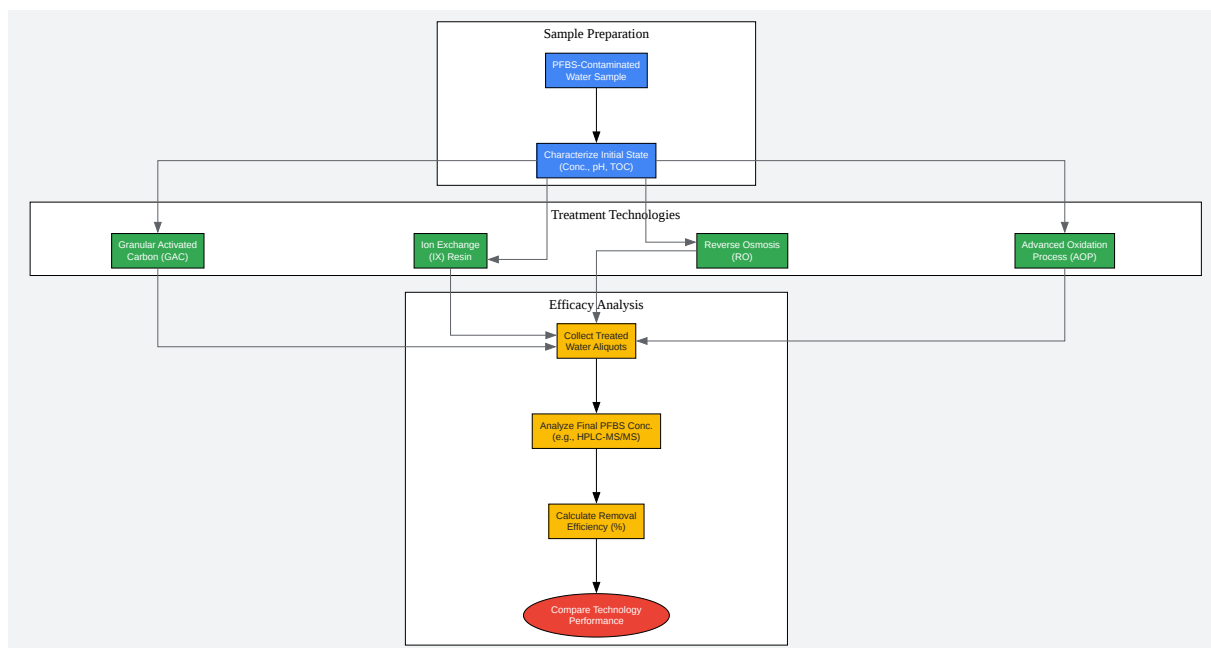 Sample Preparation
PFBS-Contaminated
Water Sample
Characterize Initial State
(Conc., pH, TOC)
Treatment Technologies
Granular Activated
Carbon (GAC)
Ion Exchange
(IX) Resin
Reverse Osmosis
(RO)
Advanced Oxidation
Process (AOP)
Efficacy Analysis
Collect Treated
Water Aliquots
Analyze Final PFBS Conc.
(e.g., HPLC-MS/MS)
Calculate Removal
Efficiency (%)
Compare Technology
Performance